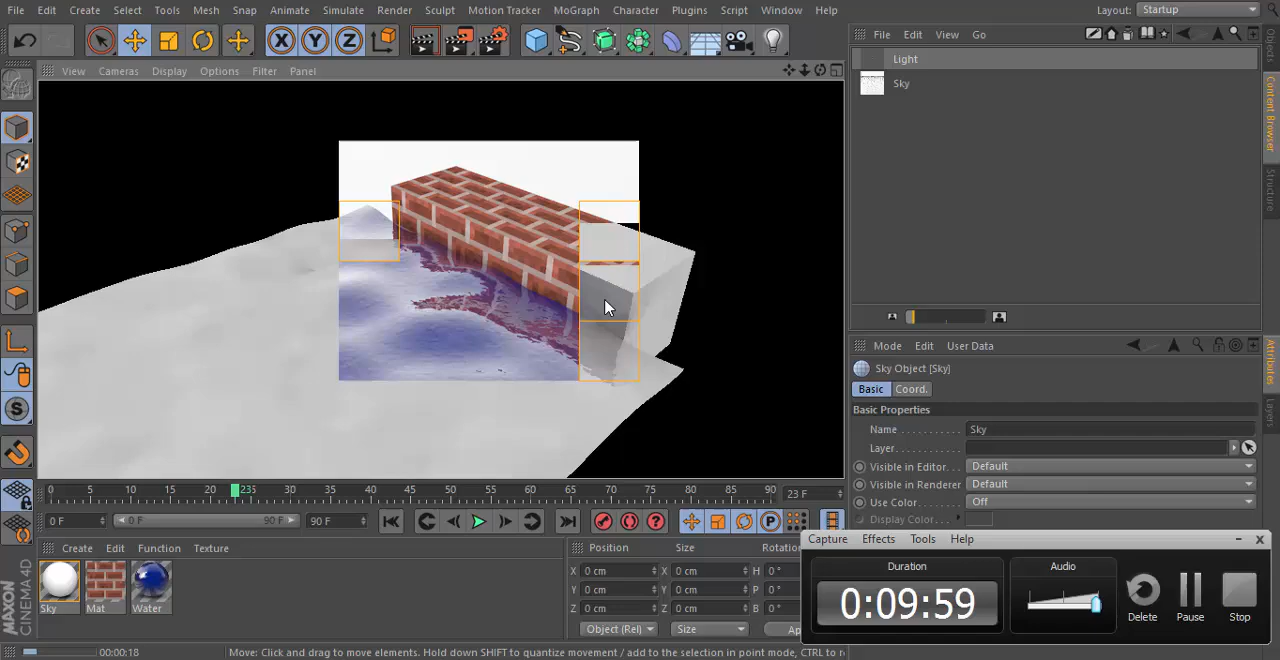 File Edit Create Select Tools Mesh Snap Animate Simulate Render Sculpt Motion Tracker MoGraph Character Plugins Script Window Help Layout: Startup
X Y Z
File Edit View Go
View Cameras Display Options Filter Panel
Light
Sky
Objects
Content Browser
Structure
Mode Edit User Data
Sky Object [Sky]
Basic Coord.
Basic Properties
Name Sky
Layer
Visible in Editor Default
Visible in Renderer Default
Use Color Off
Display Color
Attributes
Layers
0 5 10 15 20 235 30 35 40 45 50 55 60 65 70 75 80 85 90 23 F
0 F 0 F 90 F 90 F
Create Edit Function Texture
Sky Mat Water
Position Size Rotation
X 0 cm X 0 cm H 0 °
Y 0 cm Y 0 cm P 0 °
Z 0 cm Z 0 cm B 0 °
Object (Rel) Size Ap
Capture Effects Tools Help
Duration Audio
0:09:59
Delete Pause Stop
MAXON
CINEMA 4D
00:00:18 Move: Click and drag to move elements. Hold down SHIFT to quantize movement / add to the selection in point mode, CTRL to r